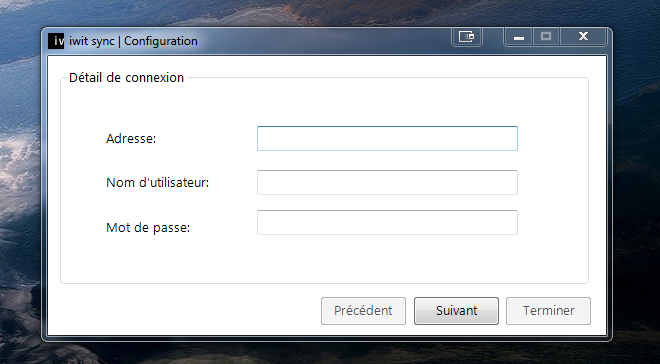 iw iwit sync | Configuration
Détail de connexion
Adresse:
Nom d'utilisateur:
Mot de passe:
Précédent Suivant Terminer